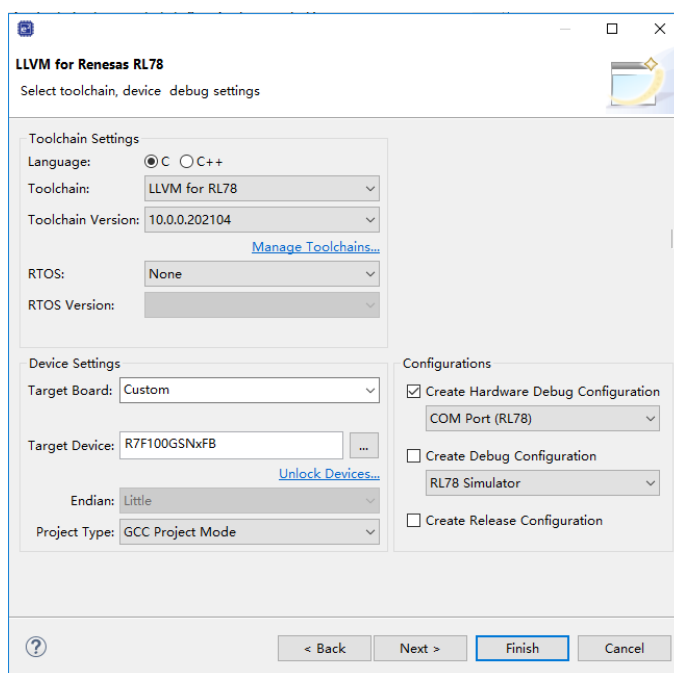 LLVM for Renesas RL78
Select toolchain, device debug settings
Toolchain Settings
Language: C C++
Toolchain: LLVM for RL78
Toolchain Version: 10.0.0.202104
Manage Toolchains...
RTOS: None
RTOS Version:
Device Settings
Target Board: Custom
Target Device: R7F100GSNxFB ...
Unlock Devices...
Endian: Little
Project Type: GCC Project Mode
Configurations
Create Hardware Debug Configuration
COM Port (RL78)
Create Debug Configuration
RL78 Simulator
Create Release Configuration
? < Back Next > Finish Cancel